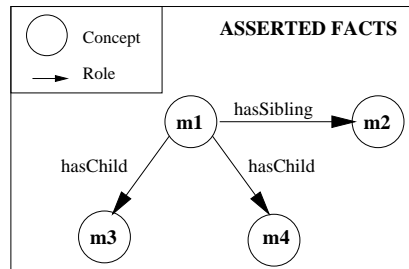 ASSERTED FACTS
Concept
Role
m1
hasSibling
m2
hasChild
hasChild
m3
m4